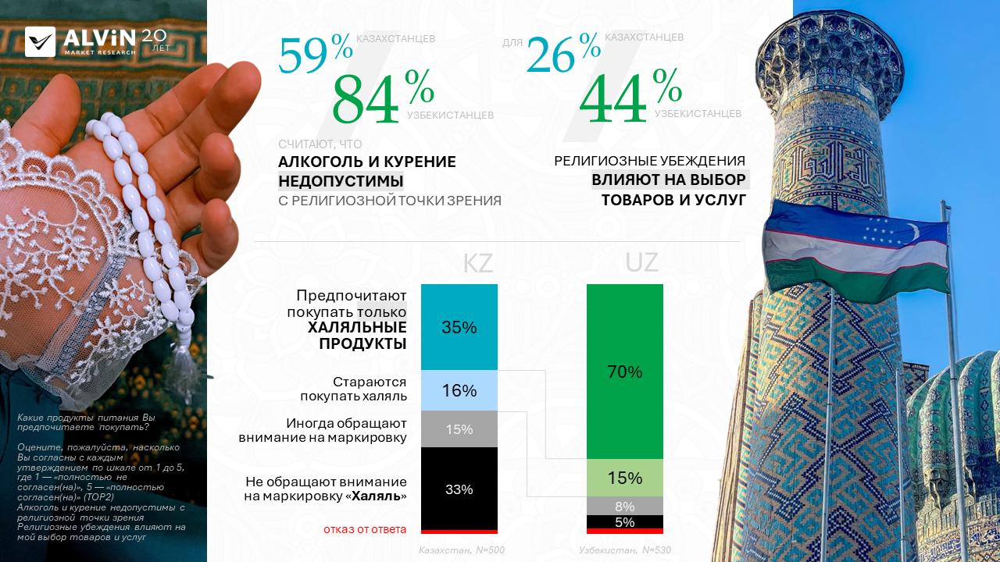 ALViN 20
MARKET RESEARCH ЛЕТ
59% КАЗАХСТАНЦЕВ
84%
УЗБЕКИСТАНЦЕВ
СЧИТАЮТ, ЧТО
АЛКОГОЛЬ И КУРЕНИЕ
НЕДОПУСТИМЫ
С РЕЛИГИОЗНОЙ ТОЧКИ ЗРЕНИЯ
ДЛЯ 26% КАЗАХСТАНЦЕВ
44%
УЗБЕКИСТАНЦЕВ
РЕЛИГИОЗНЫЕ УБЕЖДЕНИЯ
ВЛИЯЮТ НА ВЫБОР
ТОВАРОВ И УСЛУГ
KZ
UZ
Предпочитают
покупать только
ХАЛЯЛЬНЫЕ
ПРОДУКТЫ
35%
70%
Стараются
покупать халяль
16%
15%
Иногда обращают
внимание на маркировку
15%
8%
Не обращают внимание
на маркировку «Халяль»
33%
5%
отказ от ответа
Казахстан, N=500
Узбекистан, N=530
Какие продукты питания Вы
предпочитаете покупать?
Оцените, пожалуйста, насколько
Вы согласны с каждым
утверждением по шкале от 1 до 5,
где 1 — «полностью не
согласен(на)», 5 — «полностью
согласен(на)» (TOP2)
Алкоголь и курение недопустимы с
религиозной точки зрения
Религиозные убеждения влияют на
мой выбор товаров и услуг